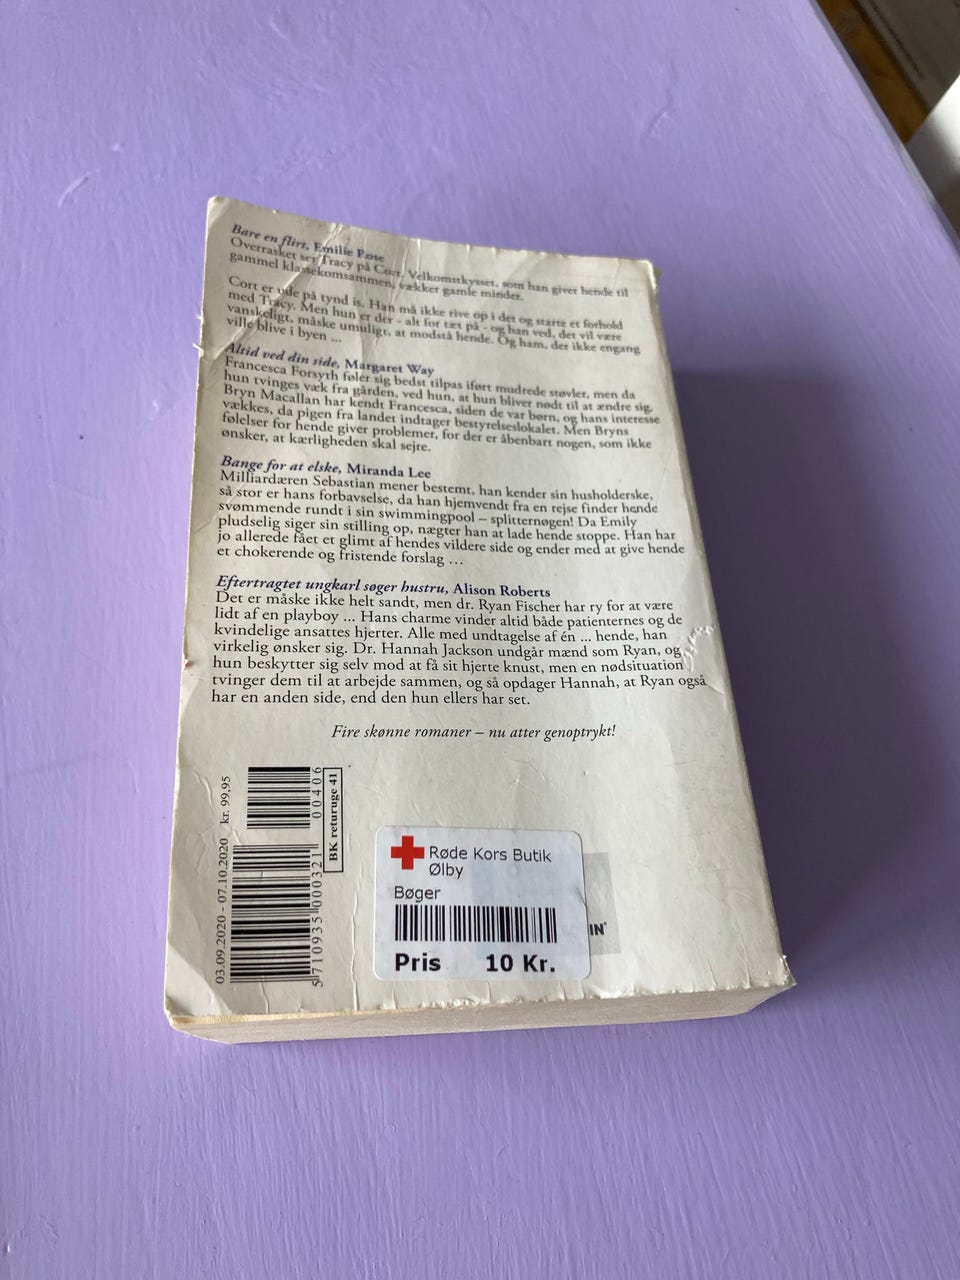 Bare en flirt, Emilie Rose
Overrasket ser Tracy på Cort. Velkomstkysset, som han giver hende til
gammel klassekomsammen, vækker gamle minder.
Cort er ude på tynd is. Han må ikke rive op i det og starte et forhold
med Tracy. Men hun er der - alt for tæt på - og han ved, det vil være
vanskeligt, måske umuligt, at modstå hende. Og ham, der ikke engang
ville blive i byen ...
Altid ved din side, Margaret Way
Francesca Forsyth føler sig bedst tilpas iført mudrede støvler, men da
hun tvinges væk fra gården, ved hun, at hun bliver nødt til at ændre sig.
Bryn Macallan har kendt Francesca, siden de var børn, og hans interesse
vækkes, da pigen fra landet indtager bestyrelseslokalet. Men Bryns
følelser for hende giver problemer, for der er åbenbart nogen, som ikke
ønsker, at kærligheden skal sejre.
Bange for at elske, Miranda Lee
Milliardæren Sebastian mener bestemt, han kender sin husholderske,
så stor er hans forbavselse, da han hjemvendt fra en rejse finder hende
svømmende rundt i sin swimmingpool – splitternøgen! Da Emily
pludselig siger sin stilling op, nægter han at lade hende stoppe. Han har
jo allerede fået et glimt af hendes vildere side og ender med at give hende
et chokerende og fristende forslag ...
Eftertragtet ungkarl søger hustru, Alison Roberts
Det er måske ikke helt sandt, men dr. Ryan Fischer har ry for at være
lidt af en playboy ... Hans charme vinder altid både patienternes og de
kvindelige ansattes hjerter. Alle med undtagelse af én ... hende, han
virkelig ønsker sig. Dr. Hannah Jackson undgår mænd som Ryan, og
hun beskytter sig selv mod at få sit hjerte knust, men en nødsituation
tvinger dem til at arbejde sammen, og så opdager Hannah, at Ryan også
har en anden side, end den hun ellers har set.
Fire skønne romaner – nu atter genoptrykt!
03.09.2020 - 07.10.2020 kr. 99,95
5 710935 000321
00406
BK returuge 41
Røde Kors Butik
Ølby
Bøger
Pris 10 Kr.
IN®